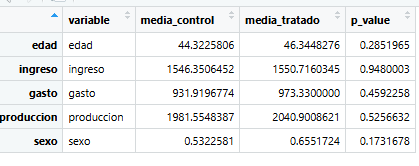 variable media_control media_tratado p_value
edad edad 44.3225806 46.3448276 0.2851965
ingreso ingreso 1546.3506452 1550.7160345 0.9480003
gasto gasto 931.9196774 973.3300000 0.4592258
produccion produccion 1981.5548387 2040.9008621 0.5256632
sexo sexo 0.5322581 0.6551724 0.1731678